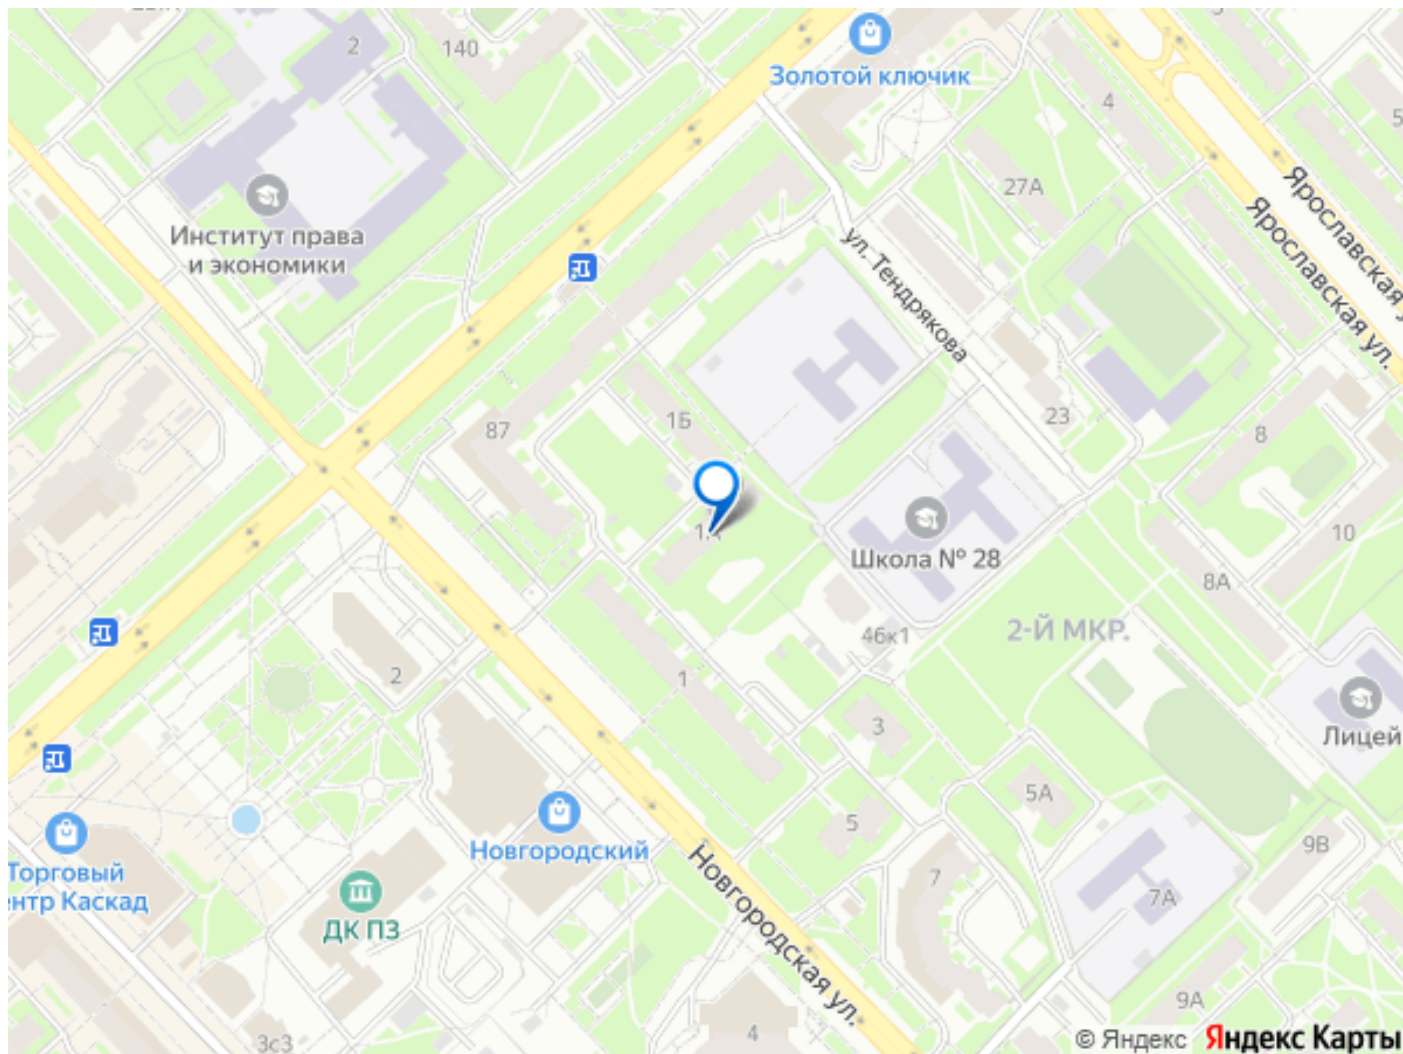 2
140
Золотой ключик
4
5
27А
Ярославская у
Ярославская ул.
Институт права
и экономики
ул. Тендрякова
1Б
87
23
8
10
Школа № 28
8А
46к1
2-Й МКР.
2
1
3
Лицей
5А
5
Новгородский
Торговый
нтр Каскад
ДК ПЗ
Новгородская ул.
7
7А
9В
9А
4
3с3
© Яндекс Яндекс Карты